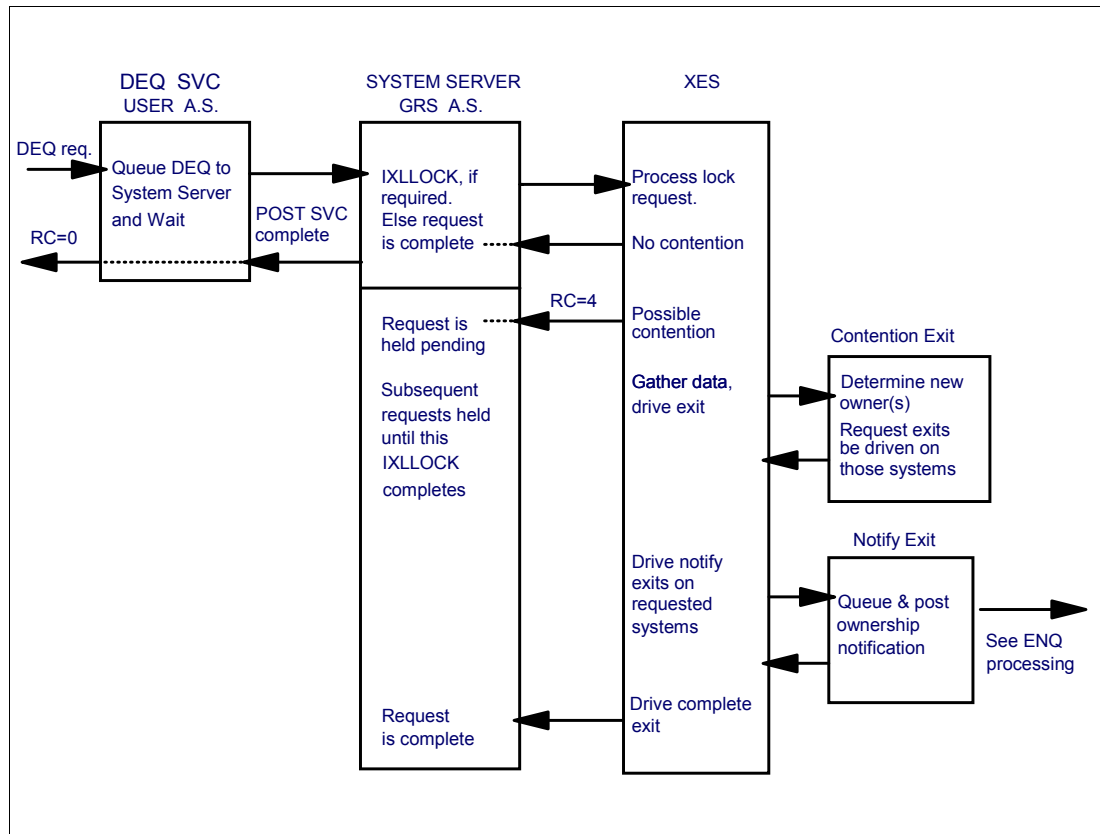 DEQ SVC
USER A.S.
SYSTEM SERVER
GRS A.S.
XES
DEQ req.
Queue DEQ to
System Server
and Wait
RC=0
POST SVC
complete
IXLLOCK, if
required.
Else request
is complete
Process lock
request.
No contention
RC=4
Request is
held pending
Possible
contention
Contention Exit
Subsequent
requests held
until this
IXLLOCK
completes
Gather data,
drive exit
Determine new
owner(s)
Request exits
be driven on
those systems
Notify Exit
Drive notify
exits on
requested
systems
Queue & post
ownership
notification
See ENQ
processing
Request
is complete
Drive complete
exit